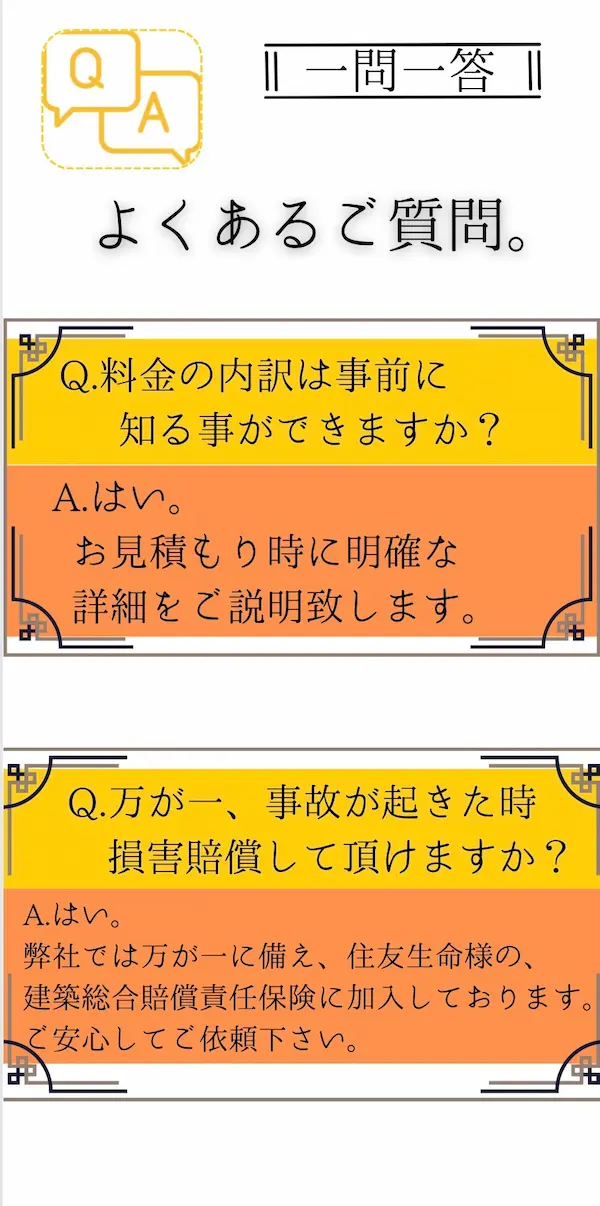 Q
A
一問一答
よくあるご質問。
Q.料金の内訳は事前に
知る事ができますか？
A.はい。
お見積もり時に明確な
詳細をご説明致します。
Q.万が一、事故が起きた時
損害賠償して頂けますか？
A.はい。
弊社では万が一に備え、住友生命様の、
建築総合賠償責任保険に加入しております。
ご安心してご依頼下さい。